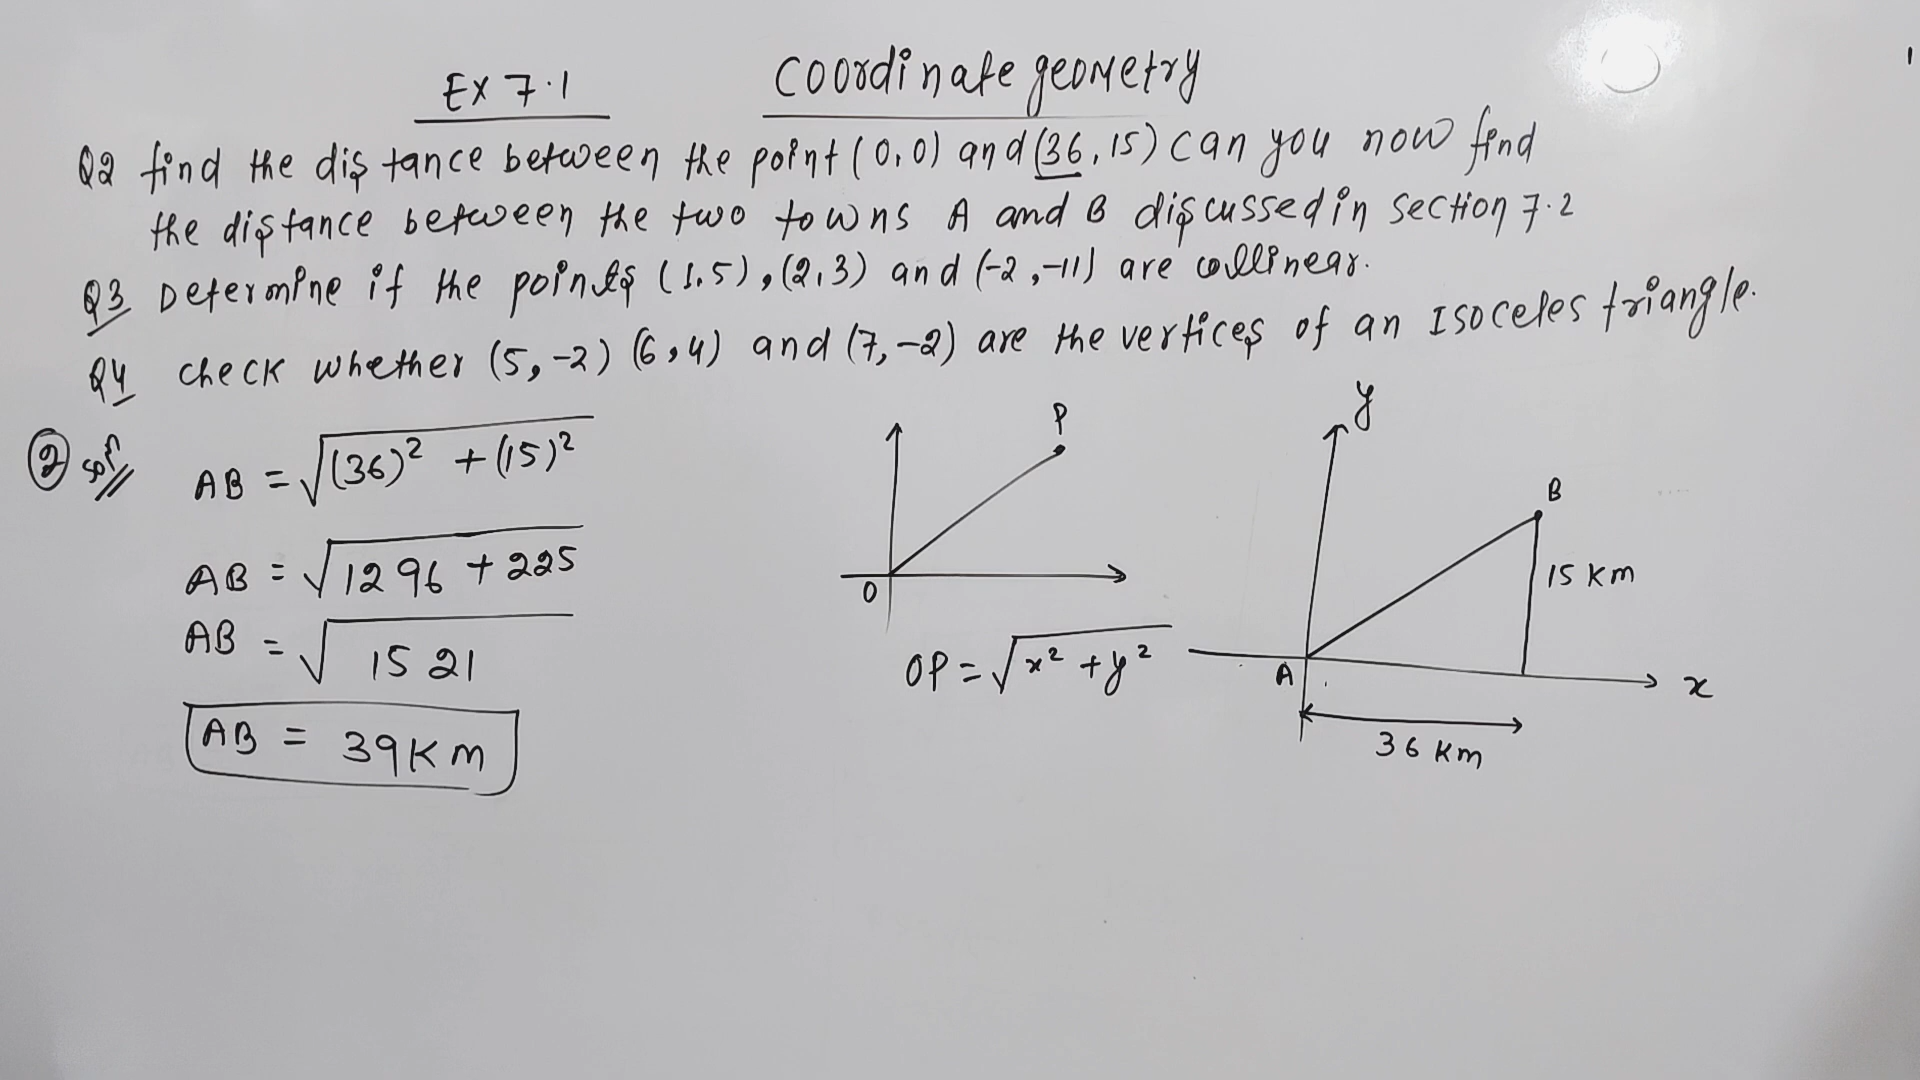 Ex 7.1
Coordinate geometry
Q2 find the distance between the point (0,0) and (36,15) can you now find
the distance between the two towns A and B discussed in section 7.2
Q3 Determine if the points (1,5), (2,3) and (-2,-11) are collinear.
Q4 check whether (5,-2) (6,4) and (7,-2) are the vertices of an Isoceles triangle.
② Solⁿ
AB = √(36)² + (15)²
AB = √1296 + 225
AB = √1521
AB = 39 Km
P
O
OP = √x² + y²
y
B
15 Km
A
x
36 Km